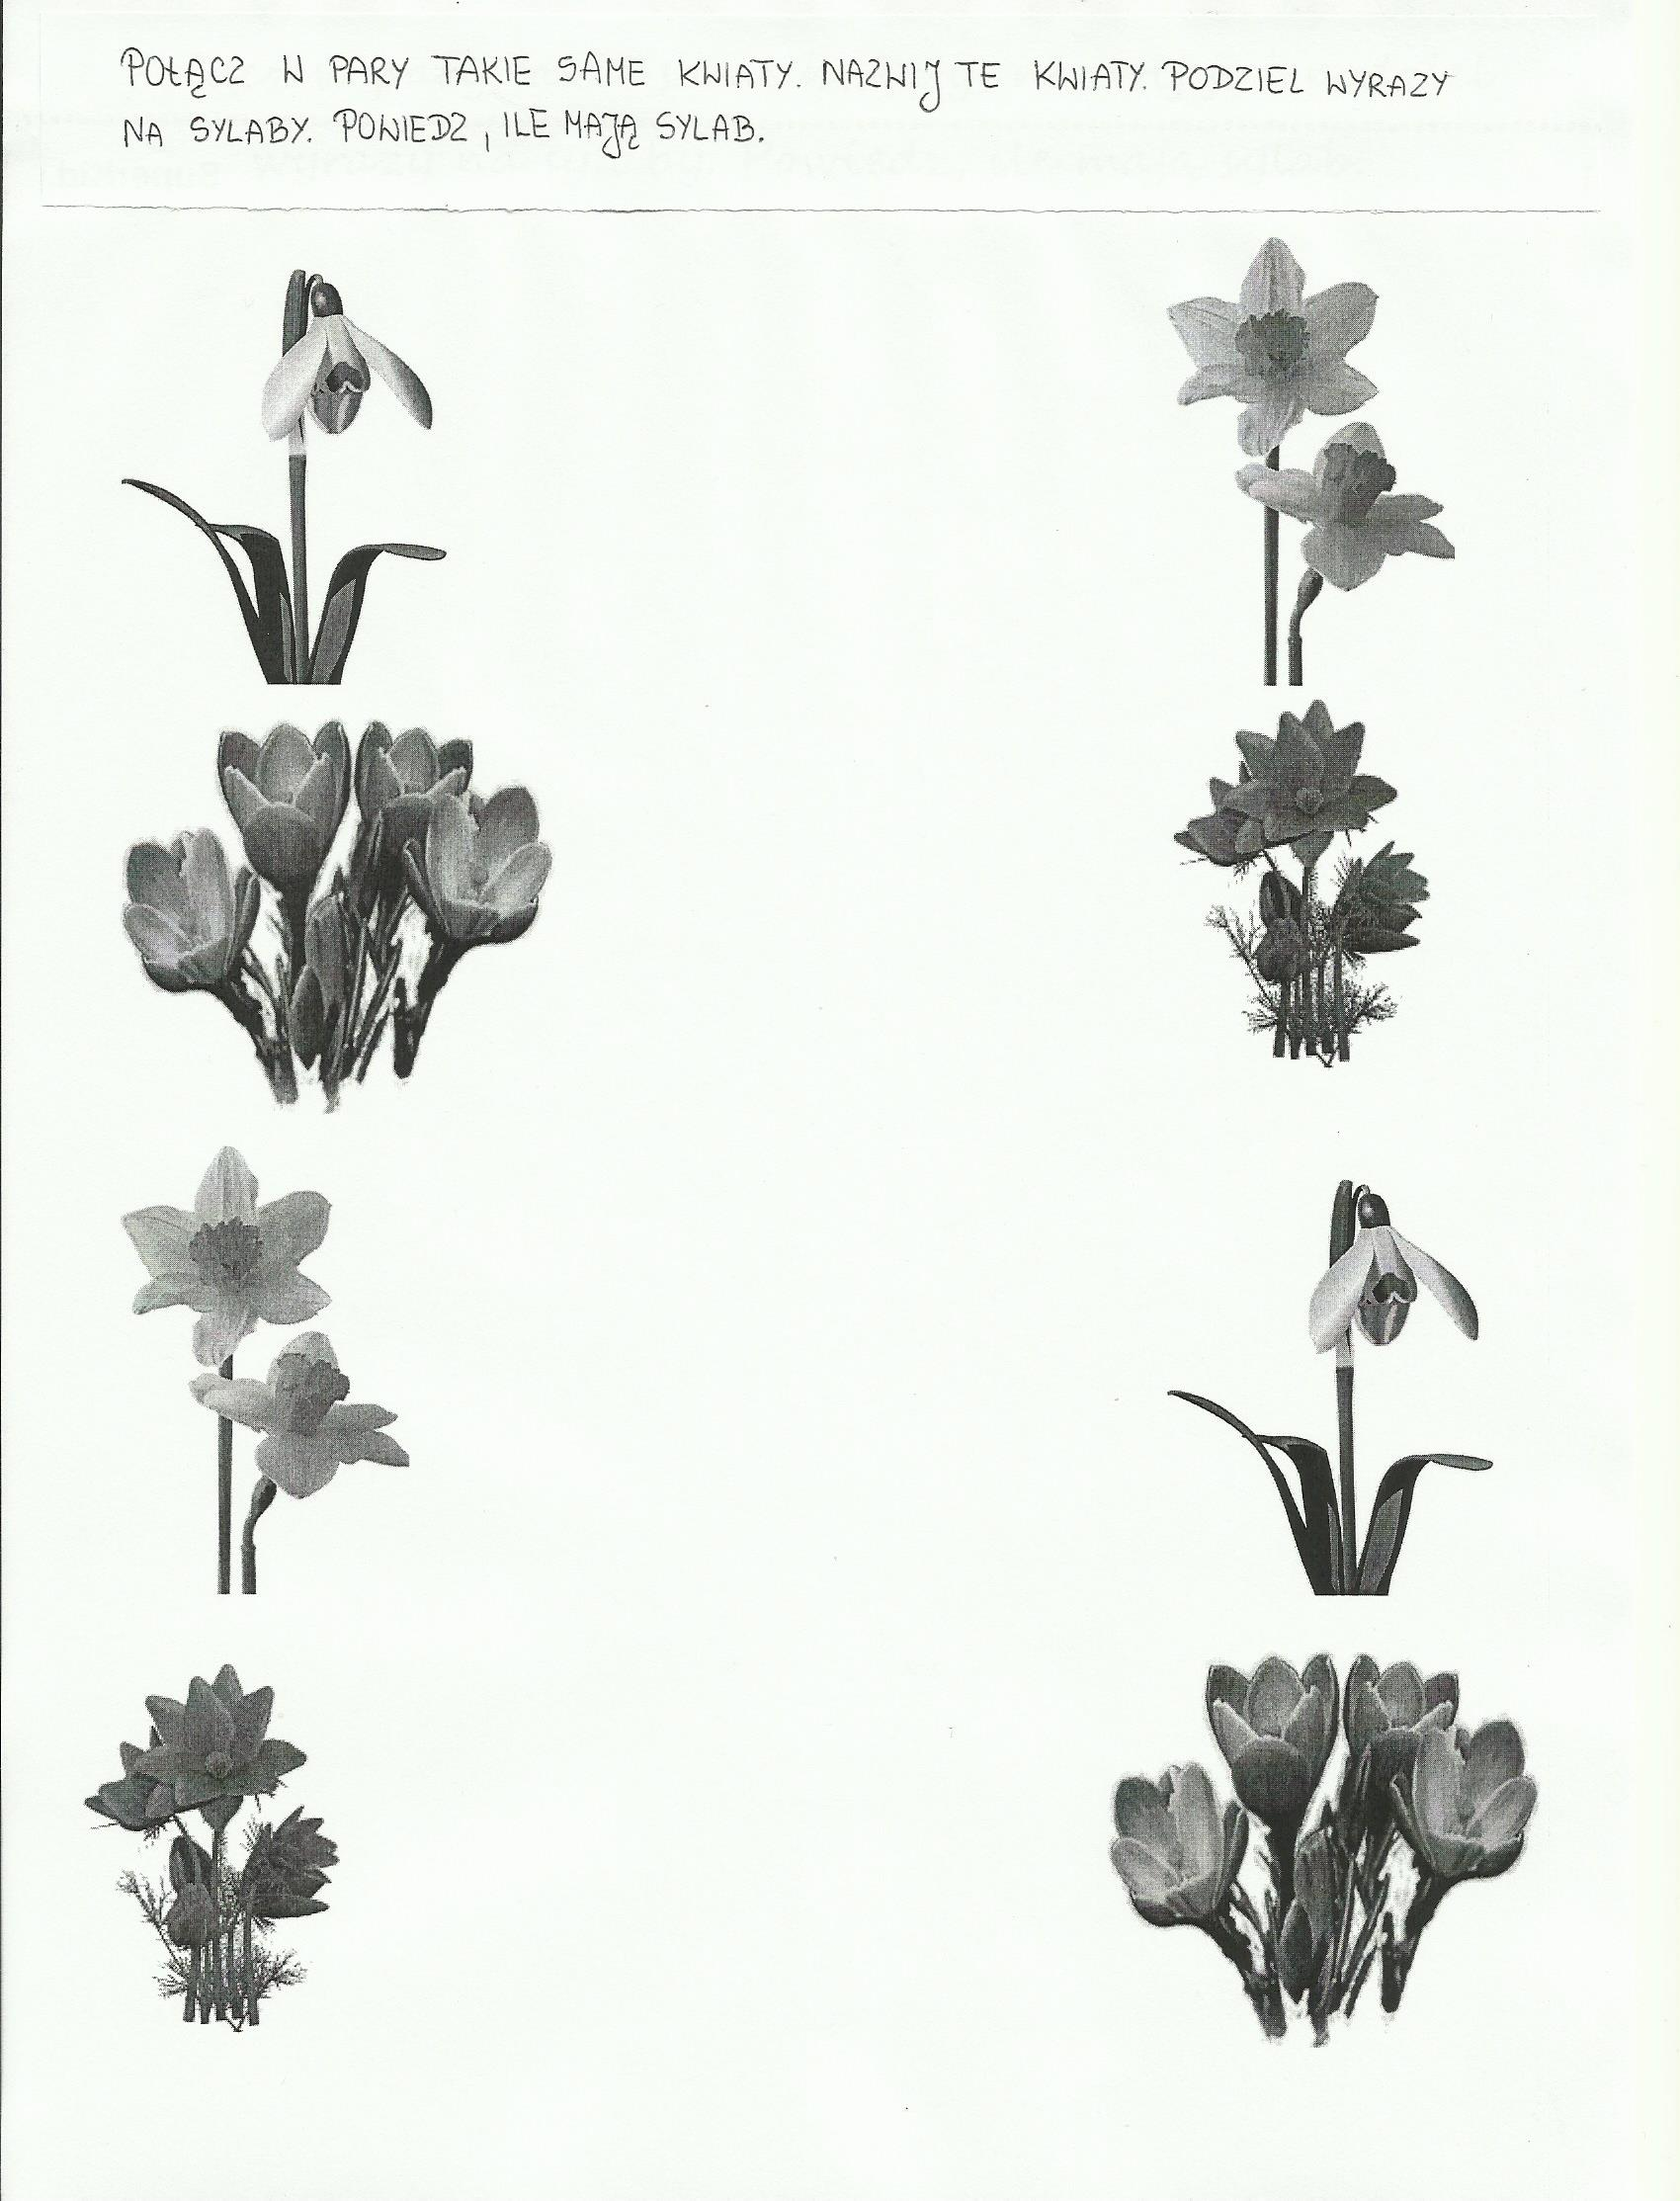 POŁĄCZ W PARY TAKIE SAME KWIATY. NAZWIJ TE KWIATY. PODZIEL WYRAZY
NA SYLABY. POWIEDZ, ILE MAJĄ SYLAB.